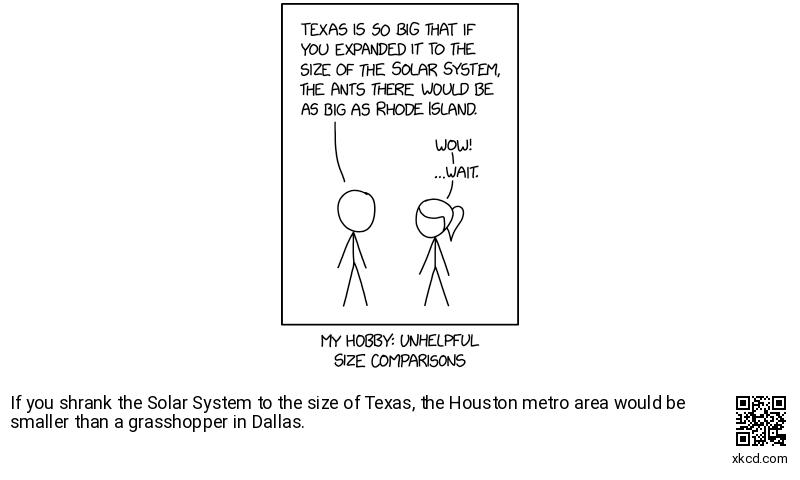 TEXAS IS SO BIG THAT IF
YOU EXPANDED IT TO THE
SIZE OF THE SOLAR SYSTEM,
THE ANTS THERE WOULD BE
AS BIG AS RHODE ISLAND.
WOW!
...WAIT.
MY HOBBY: UNHELPFUL
SIZE COMPARISONS
If you shrank the Solar System to the size of Texas, the Houston metro area would be
smaller than a grasshopper in Dallas.
xkcd.com